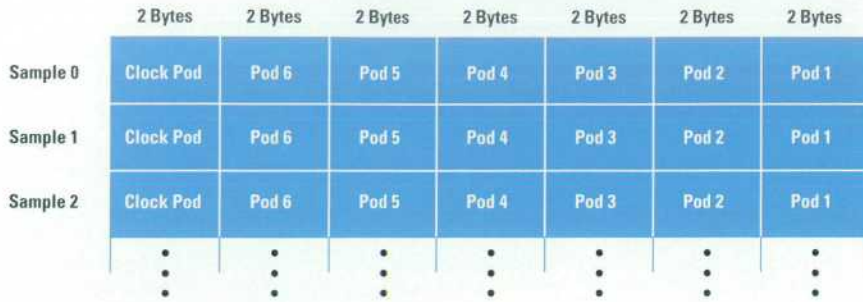 2 Bytes 2 Bytes 2 Bytes 2 Bytes 2 Bytes 2 Bytes 2 Bytes
Sample 0 Clock Pod Pod 6 Pod 5 Pod 4 Pod 3 Pod 2 Pod 1
Sample 1 Clock Pod Pod 6 Pod 5 Pod 4 Pod 3 Pod 2 Pod 1
Sample 2 Clock Pod Pod 6 Pod 5 Pod 4 Pod 3 Pod 2 Pod 1